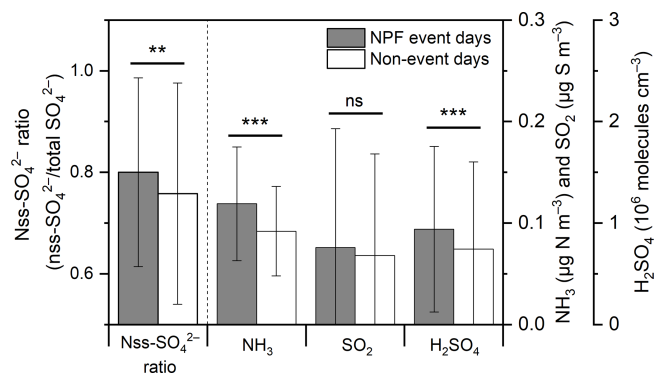 NPF event days
Non-event days
**
***
ns
***
1.0
0.8
0.6
Nss-SO₄²⁻ ratio
(nss-SO₄²⁻/total SO₄²⁻)
0.3
0.2
0.1
0.0
NH₃ (µg N m⁻³) and SO₂ (µg S m⁻³)
3
2
1
0
H₂SO₄ (10⁶ molecules cm⁻³)
Nss-SO₄²⁻
ratio
NH₃
SO₂
H₂SO₄